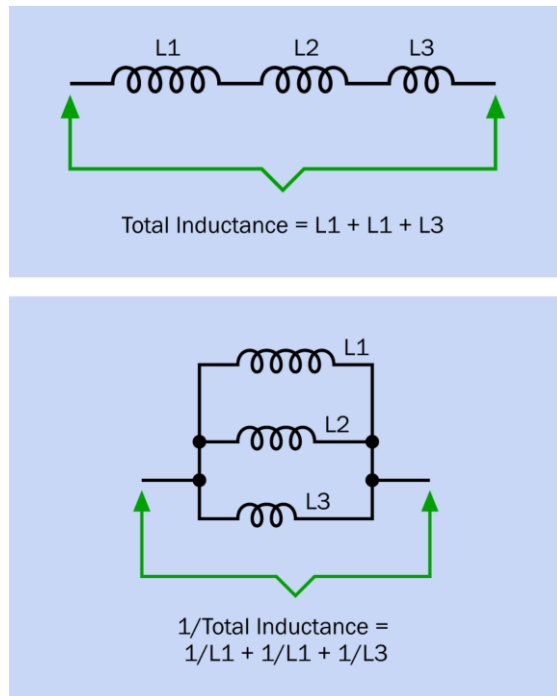 L1 L2 L3
Total Inductance = L1 + L1 + L3
L1
L2
L3
1/Total Inductance =
1/L1 + 1/L1 + 1/L3